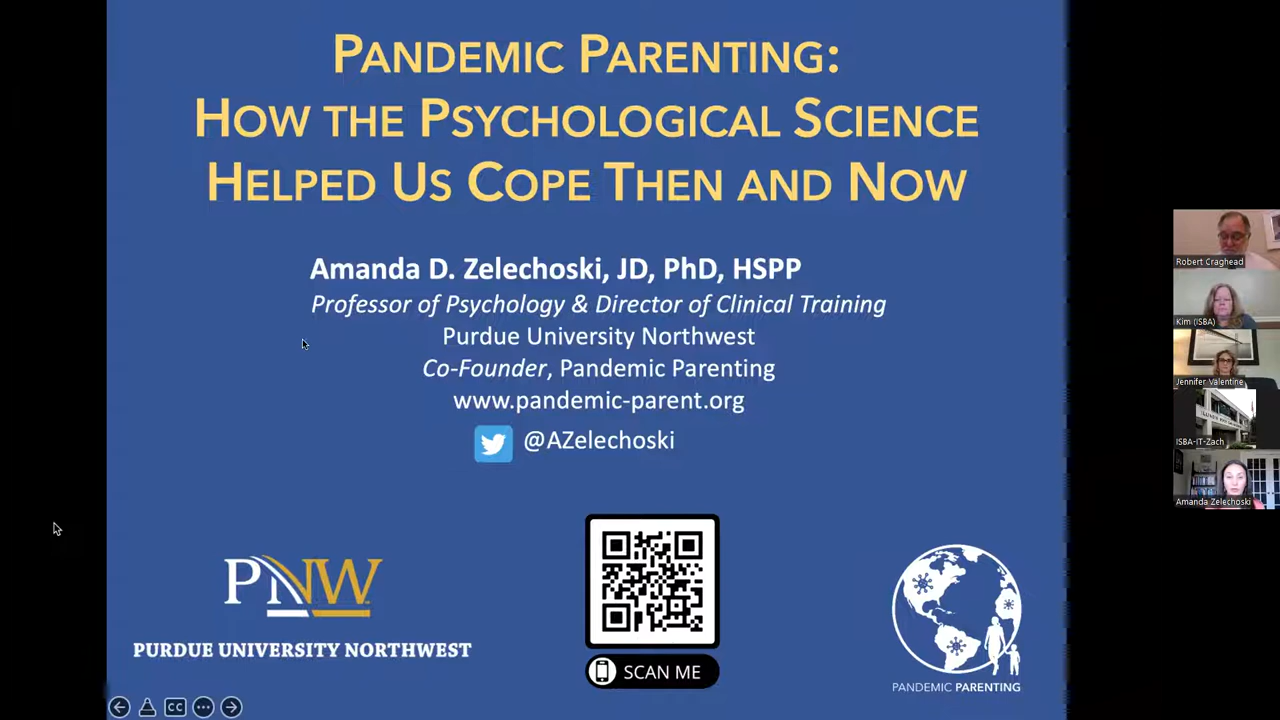 PANDEMIC PARENTING:
HOW THE PSYCHOLOGICAL SCIENCE
HELPED US COPE THEN AND NOW
Amanda D. Zelechoski, JD, PhD, HSPP
Professor of Psychology & Director of Clinical Training
Purdue University Northwest
Co-Founder, Pandemic Parenting
www.pandemic-parent.org
@AZelechoski
PNW
PURDUE UNIVERSITY NORTHWEST
SCAN ME
PANDEMIC PARENTING
CC
Robert Craghead
Kim (ISBA)
Jennifer Valentine
ISBA-IT-Zach
Amanda Zelechoski